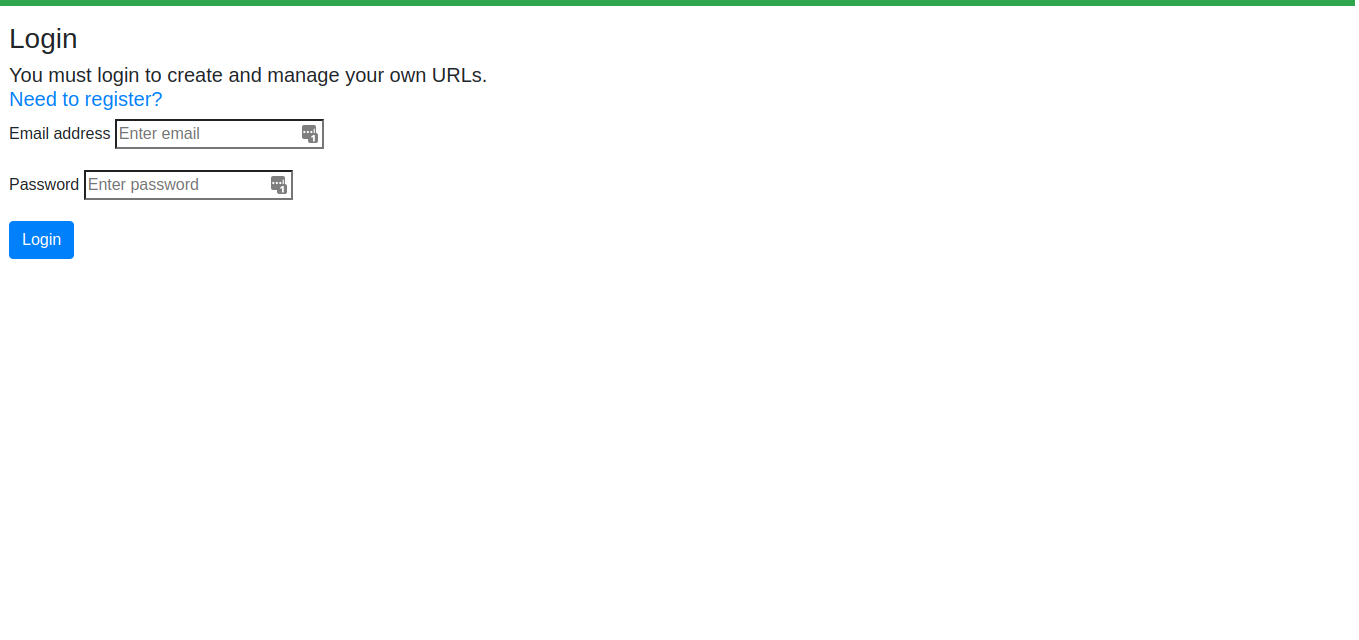 Login
You must login to create and manage your own URLs.
Need to register?
Email address Enter email
Password Enter password
Login